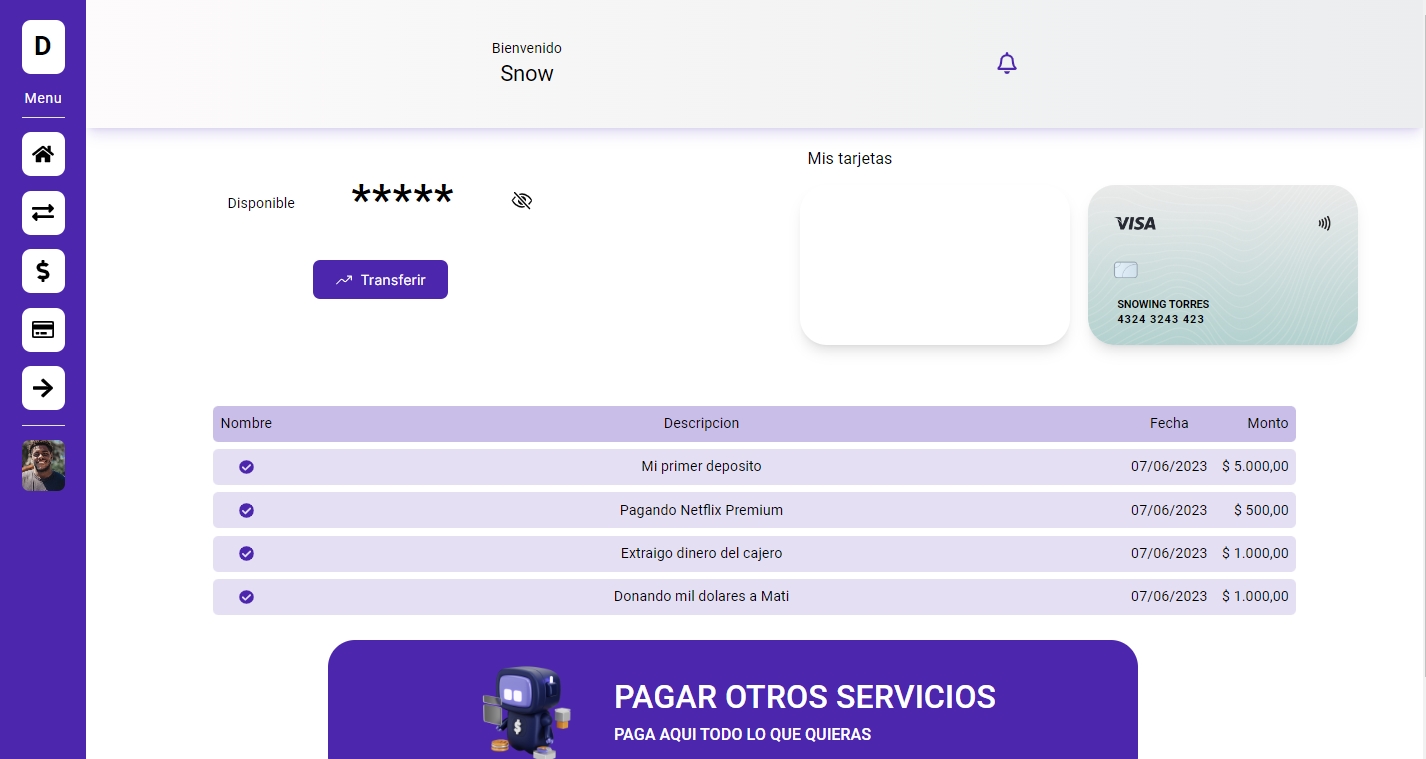 D
Menu
Bienvenido
Snow
Disponible
*****
Transferir
Mis tarjetas
VISA
SNOWING TORRES
4324 3243 423
Nombre Descripcion Fecha Monto
Mi primer deposito 07/06/2023 $ 5.000,00
Pagando Netflix Premium 07/06/2023 $ 500,00
Extraigo dinero del cajero 07/06/2023 $ 1.000,00
Donando mil dolares a Mati 07/06/2023 $ 1.000,00
PAGAR OTROS SERVICIOS
PAGA AQUI TODO LO QUE QUIERAS